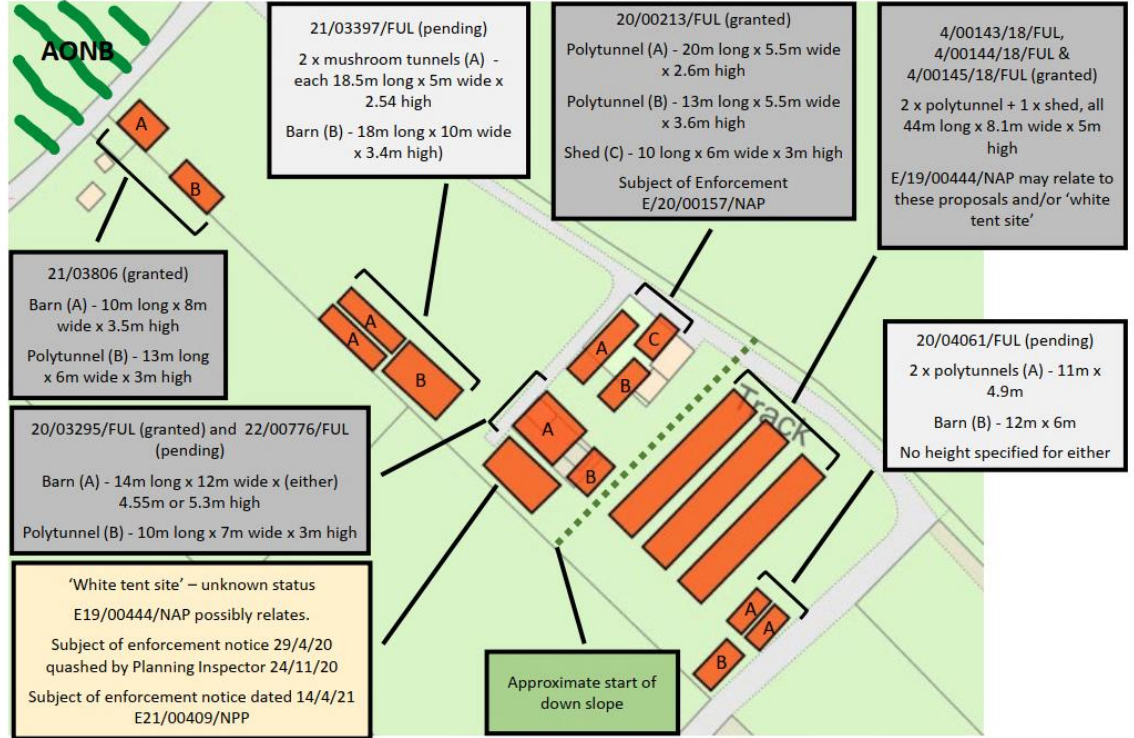 AONB
21/03397/FUL (pending)
2 x mushroom tunnels (A) -
each 18.5m long x 5m wide x
2.54 high
Barn (B) - 18m long x 10m wide
x 3.4m high)
20/00213/FUL (granted)
Polytunnel (A) - 20m long x 5.5m wide
x 2.6m high
Polytunnel (B) - 13m long x 5.5m wide
x 3.6m high
Shed (C) - 10 long x 6m wide x 3m high
Subject of Enforcement
E/20/00157/NAP
4/00143/18/FUL,
4/00144/18/FUL &
4/00145/18/FUL (granted)
2 x polytunnel + 1 x shed, all
44m long x 8.1m wide x 5m
high
E/19/00444/NAP may relate to
these proposals and/or ‘white
tent site’
A
B
21/03806 (granted)
Barn (A) - 10m long x 8m
wide x 3.5m high
Polytunnel (B) - 13m long
x 6m wide x 3m high
A
A
B
A
C
B
A
B
Track
20/04061/FUL (pending)
2 x polytunnels (A) - 11m x
4.9m
Barn (B) - 12m x 6m
No height specified for either
20/03295/FUL (granted) and 22/00776/FUL
(pending)
Barn (A) - 14m long x 12m wide x (either)
4.55m or 5.3m high
Polytunnel (B) - 10m long x 7m wide x 3m high
‘White tent site’ – unknown status
E19/00444/NAP possibly relates.
Subject of enforcement notice 29/4/20
quashed by Planning Inspector 24/11/20
Subject of enforcement notice dated 14/4/21
E21/00409/NPP
Approximate start of
down slope
A
A
B